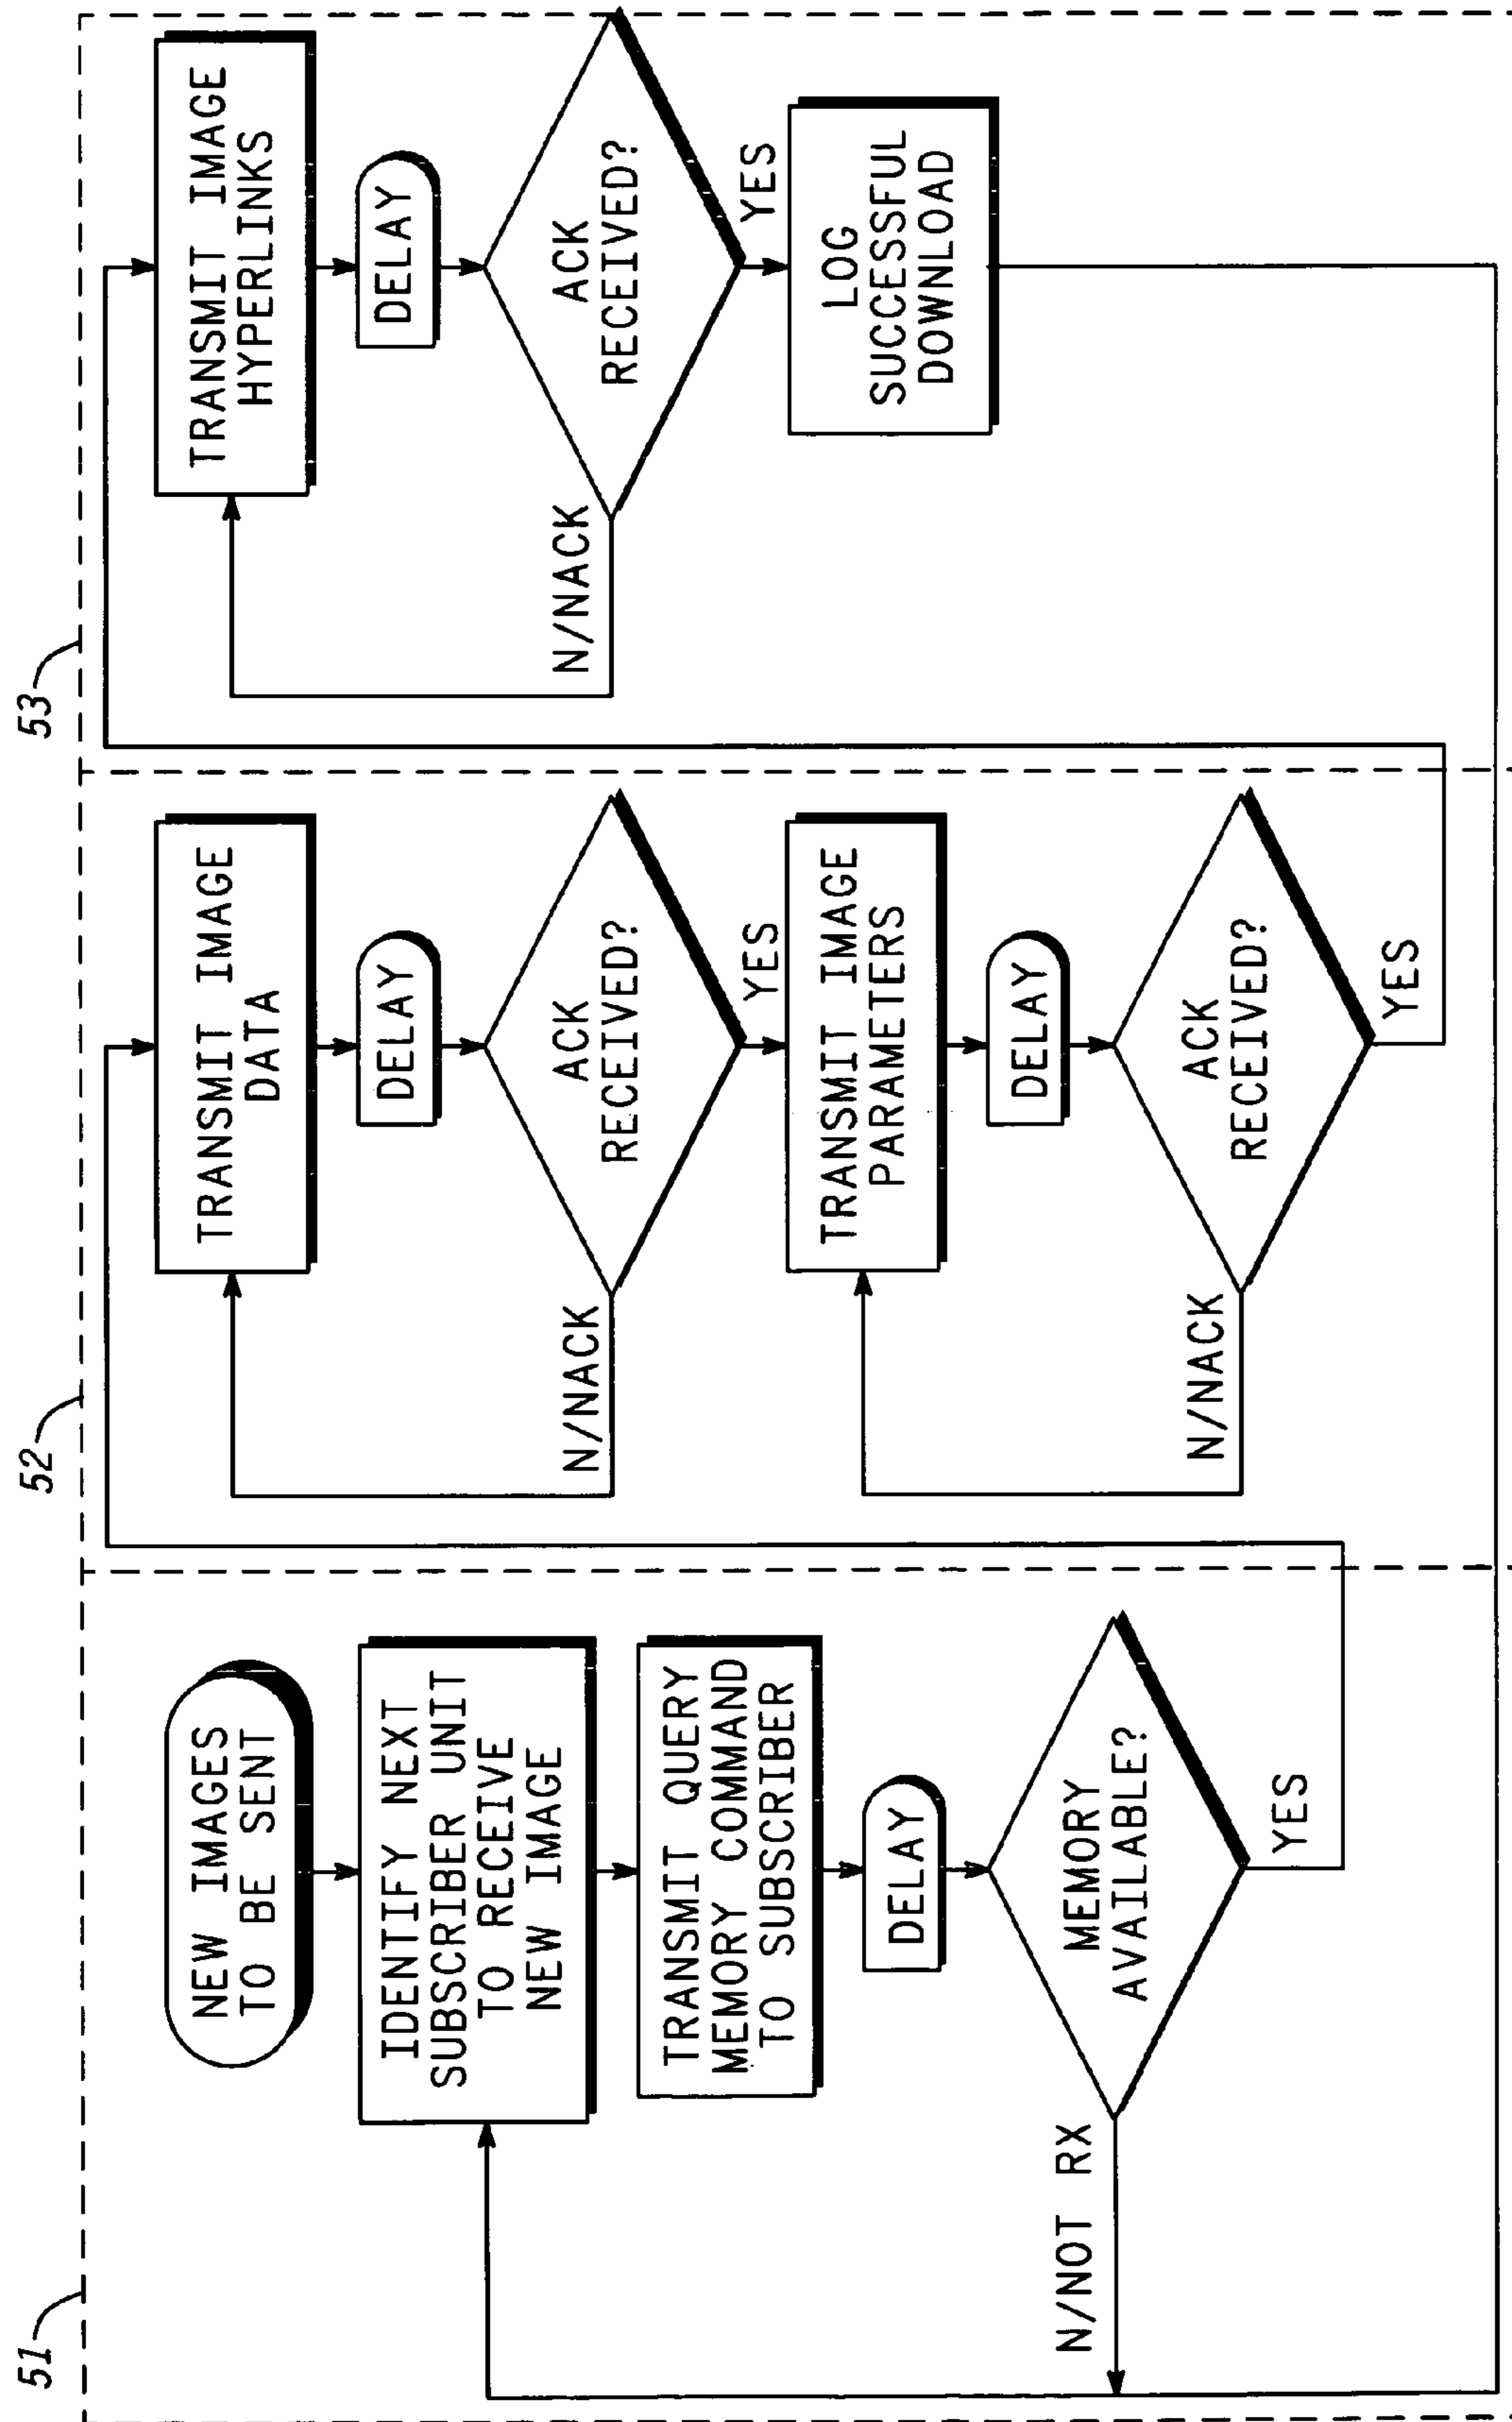 51
NEW IMAGES
TO BE SENT
IDENTIFY NEXT
SUBSCRIBER UNIT
TO RECEIVE
NEW IMAGE
TRANSMIT QUERY
MEMORY COMMAND
TO SUBSCRIBER
DELAY
MEMORY
AVAILABLE?
N/NOT RX
YES
52
TRANSMIT IMAGE
DATA
DELAY
ACK
RECEIVED?
N/NACK
YES
TRANSMIT IMAGE
PARAMETERS
DELAY
ACK
RECEIVED?
N/NACK
YES
53
TRANSMIT IMAGE
HYPERLINKS
DELAY
ACK
RECEIVED?
N/NACK
YES
LOG
SUCCESSFUL
DOWNLOAD